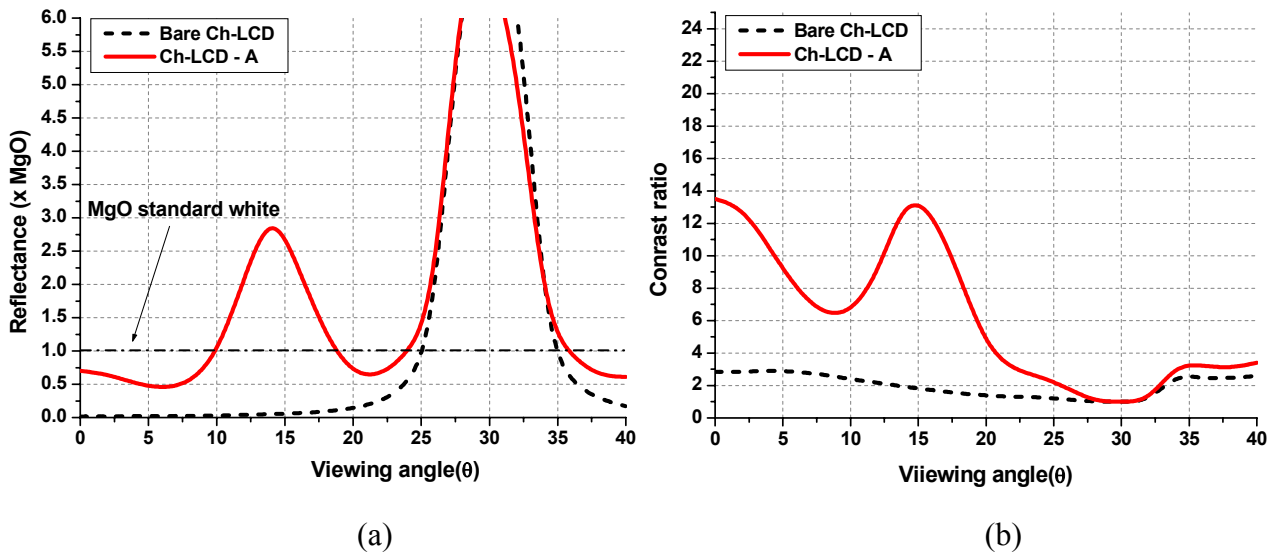 6.0
5.5
5.0
4.5
4.0
3.5
3.0
2.5
2.0
1.5
1.0
0.5
0.0
Reflectance (x MgO)
Bare Ch-LCD
Ch-LCD - A
MgO standard white
0 5 10 15 20 25 30 35 40
Viewing angle(θ)
(a)
24
22
20
18
16
14
12
10
8
6
4
2
0
Conrast ratio
Bare Ch-LCD
Ch-LCD - A
0 5 10 15 20 25 30 35 40
Viiewing angle(θ)
(b)